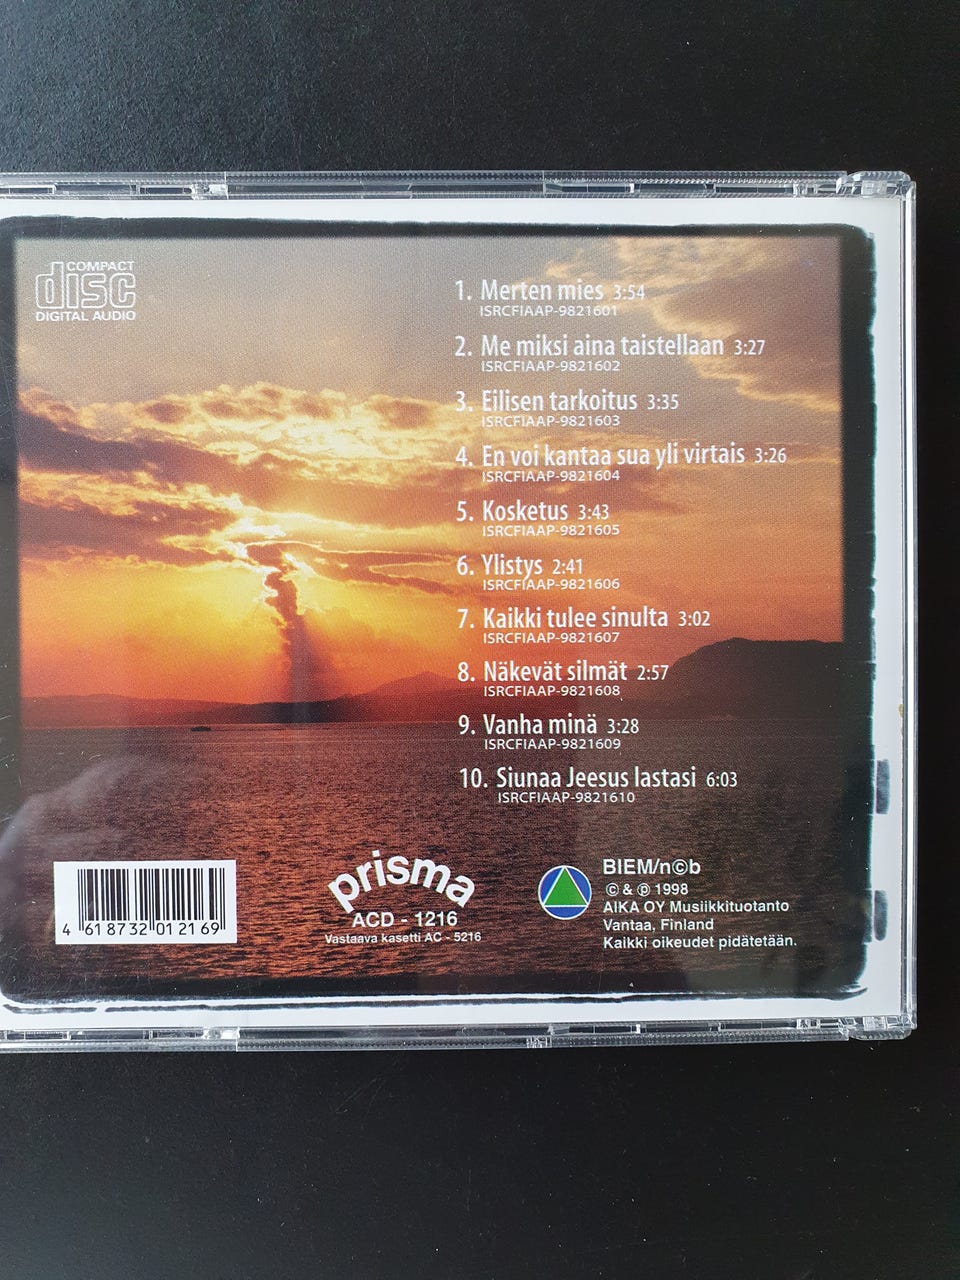 COMPACT
disc
DIGITAL AUDIO
1. Merten mies 3:54
ISRCFIAAP-9821601
2. Me miksi aina taistellaan 3:27
ISRCFIAAP-9821602
3. Eilisen tarkoitus 3:35
ISRCFIAAP-9821603
4. En voi kantaa sua yli virtais 3:26
ISRCFIAAP-9821604
5. Kosketus 3:43
ISRCFIAAP-9821605
6. Ylistys 2:41
ISRCFIAAP-9821606
7. Kaikki tulee sinulta 3:02
ISRCFIAAP-9821607
8. Näkevät silmät 2:57
ISRCFIAAP-9821608
9. Vanha minä 3:28
ISRCFIAAP-9821609
10. Siunaa Jeesus lastasi 6:03
ISRCFIAAP-9821610
4 618732 012169
prisma
ACD - 1216
Vastaava kasetti AC - 5216
BIEM/n©b
© & ℗ 1998
AIKA OY Musiikkituotanto
Vantaa, Finland
Kaikki oikeudet pidätetään.